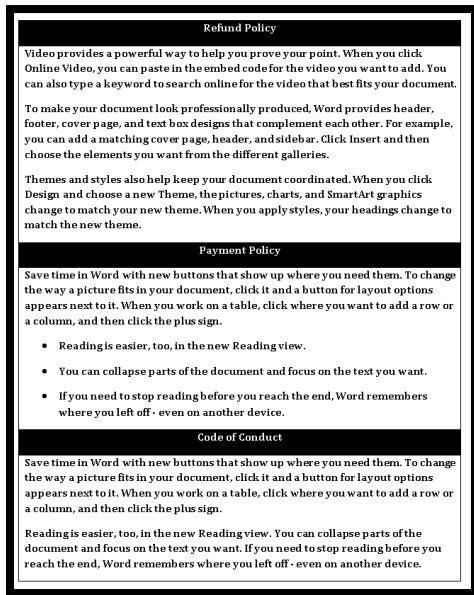 Refund Policy
Video provides a powerful way to help you prove your point. When you click
Online Video, you can paste in the embed code for the video you want to add. You
can also type a keyword to search online for the video that best fits your document.
To make your document look professionally produced, Word provides header,
footer, cover page, and text box designs that complement each other. For example,
you can add a matching cover page, header, and sidebar. Click Insert and then
choose the elements you want from the different galleries.
Themes and styles also help keep your document coordinated. When you click
Design and choose a new Theme, the pictures, charts, and SmartArt graphics
change to match your new theme. When you apply styles, your headings change to
match the new theme.
Payment Policy
Save time in Word with new buttons that show up where you need them. To change
the way a picture fits in your document, click it and a button for layout options
appears next to it. When you work on a table, click where you want to add a row or
a column, and then click the plus sign.
• Reading is easier, too, in the new Reading view.
• You can collapse parts of the document and focus on the text you want.
• If you need to stop reading before you reach the end, Word remembers
where you left off - even on another device.
Code of Conduct
Save time in Word with new buttons that show up where you need them. To change
the way a picture fits in your document, click it and a button for layout options
appears next to it. When you work on a table, click where you want to add a row or
a column, and then click the plus sign.
Reading is easier, too, in the new Reading view. You can collapse parts of the
document and focus on the text you want. If you need to stop reading before you
reach the end, Word remembers where you left off - even on another device.